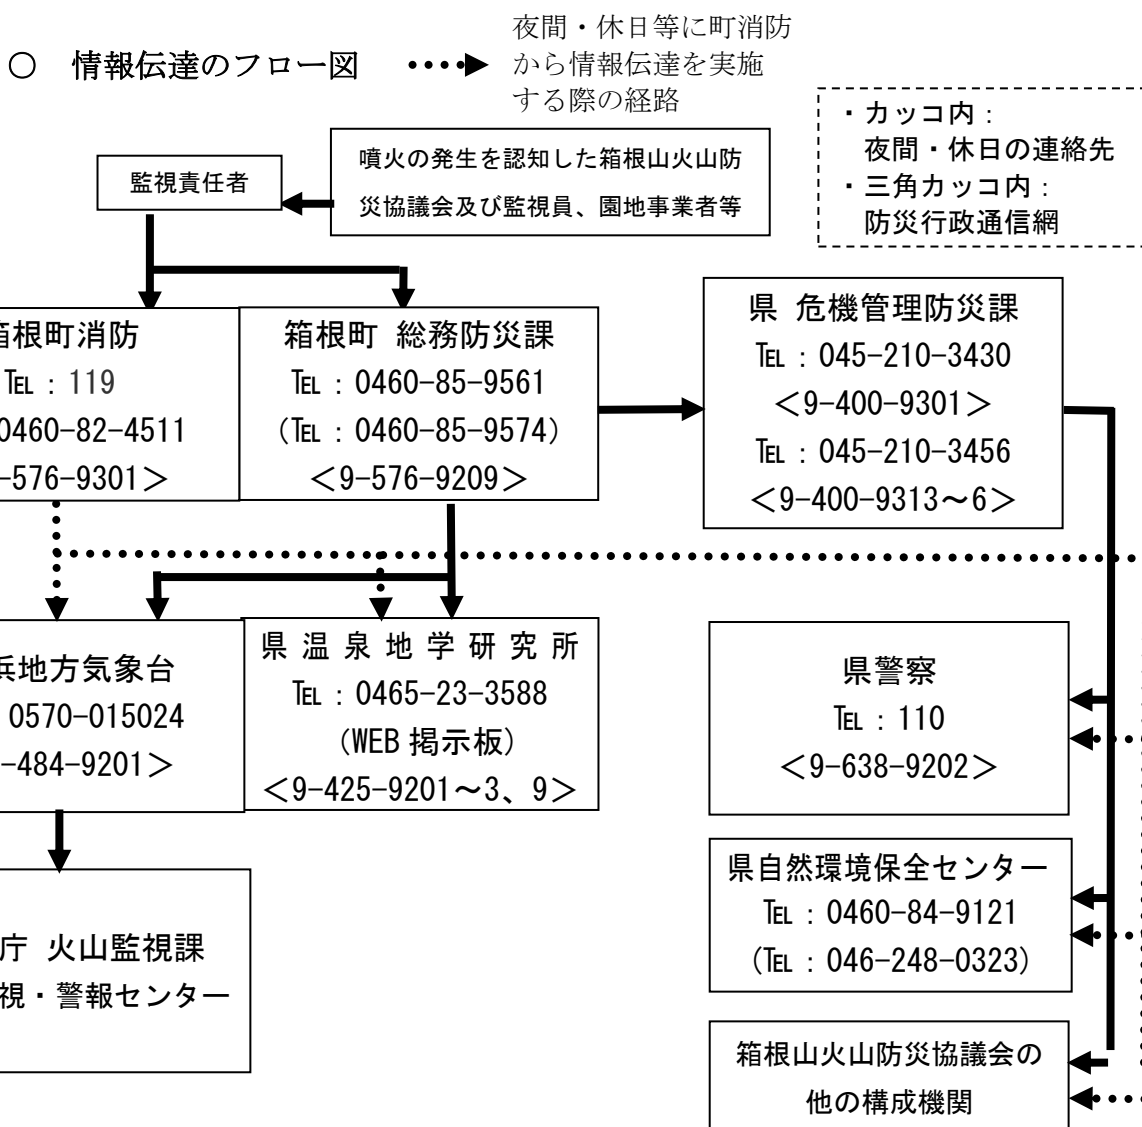 ○ 情報伝達のフロー図
夜間・休日等に町消防
から情報伝達を実施
する際の経路
・カッコ内：
夜間・休日の連絡先
・三角カッコ内：
防災行政通信網
監視責任者
噴火の発生を認知した箱根山火山防
災協議会及び監視員、園地事業者等
箱根町消防
℡：119
0460-82-4511
-576-9301＞
箱根町 総務防災課
℡：0460-85-9561
（℡：0460-85-9574）
＜9-576-9209＞
県 危機管理防災課
℡：045-210-3430
＜9-400-9301＞
℡：045-210-3456
＜9-400-9313～6＞
浜地方気象台
0570-015024
-484-9201＞
県温泉地学研究所
℡：0465-23-3588
（WEB 掲示板）
＜9-425-9201～3、9＞
県警察
℡：110
＜9-638-9202＞
県自然環境保全センター
℡：0460-84-9121
（℡：046-248-0323）
庁 火山監視課
視・警報センター
箱根山火山防災協議会の
他の構成機関